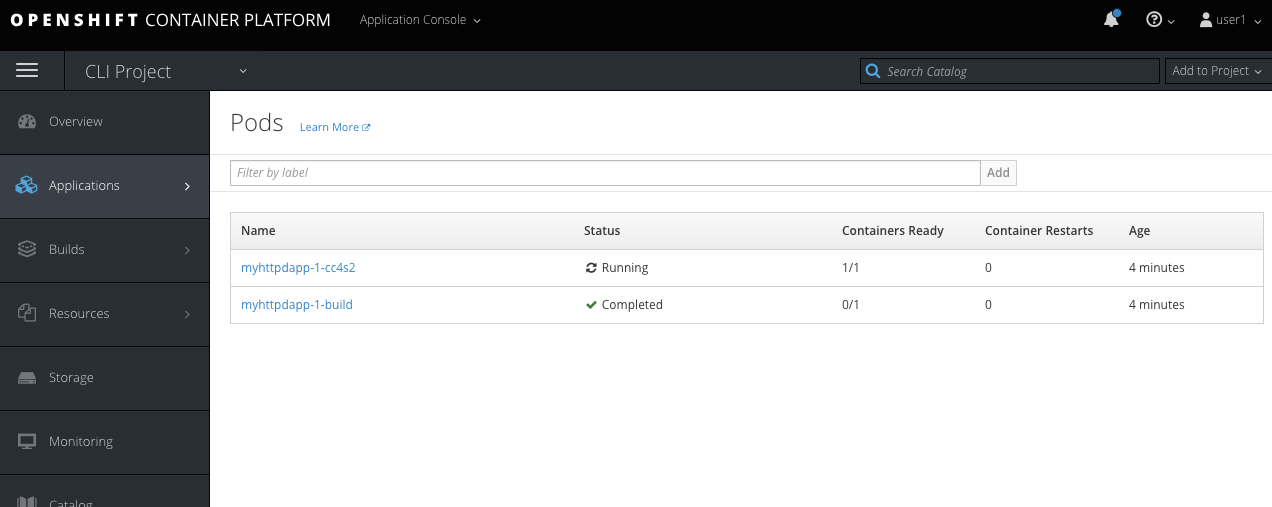 OPENSHIFT CONTAINER PLATFORM Application Console user1
CLI Project Search Catalog Add to Project
Overview
Applications
Builds
Resources
Storage
Monitoring
Catalog
Pods Learn More
Filter by label Add
Name Status Containers Ready Container Restarts Age
myhttpdapp-1-cc4s2 Running 1/1 0 4 minutes
myhttpdapp-1-build Completed 0/1 0 4 minutes